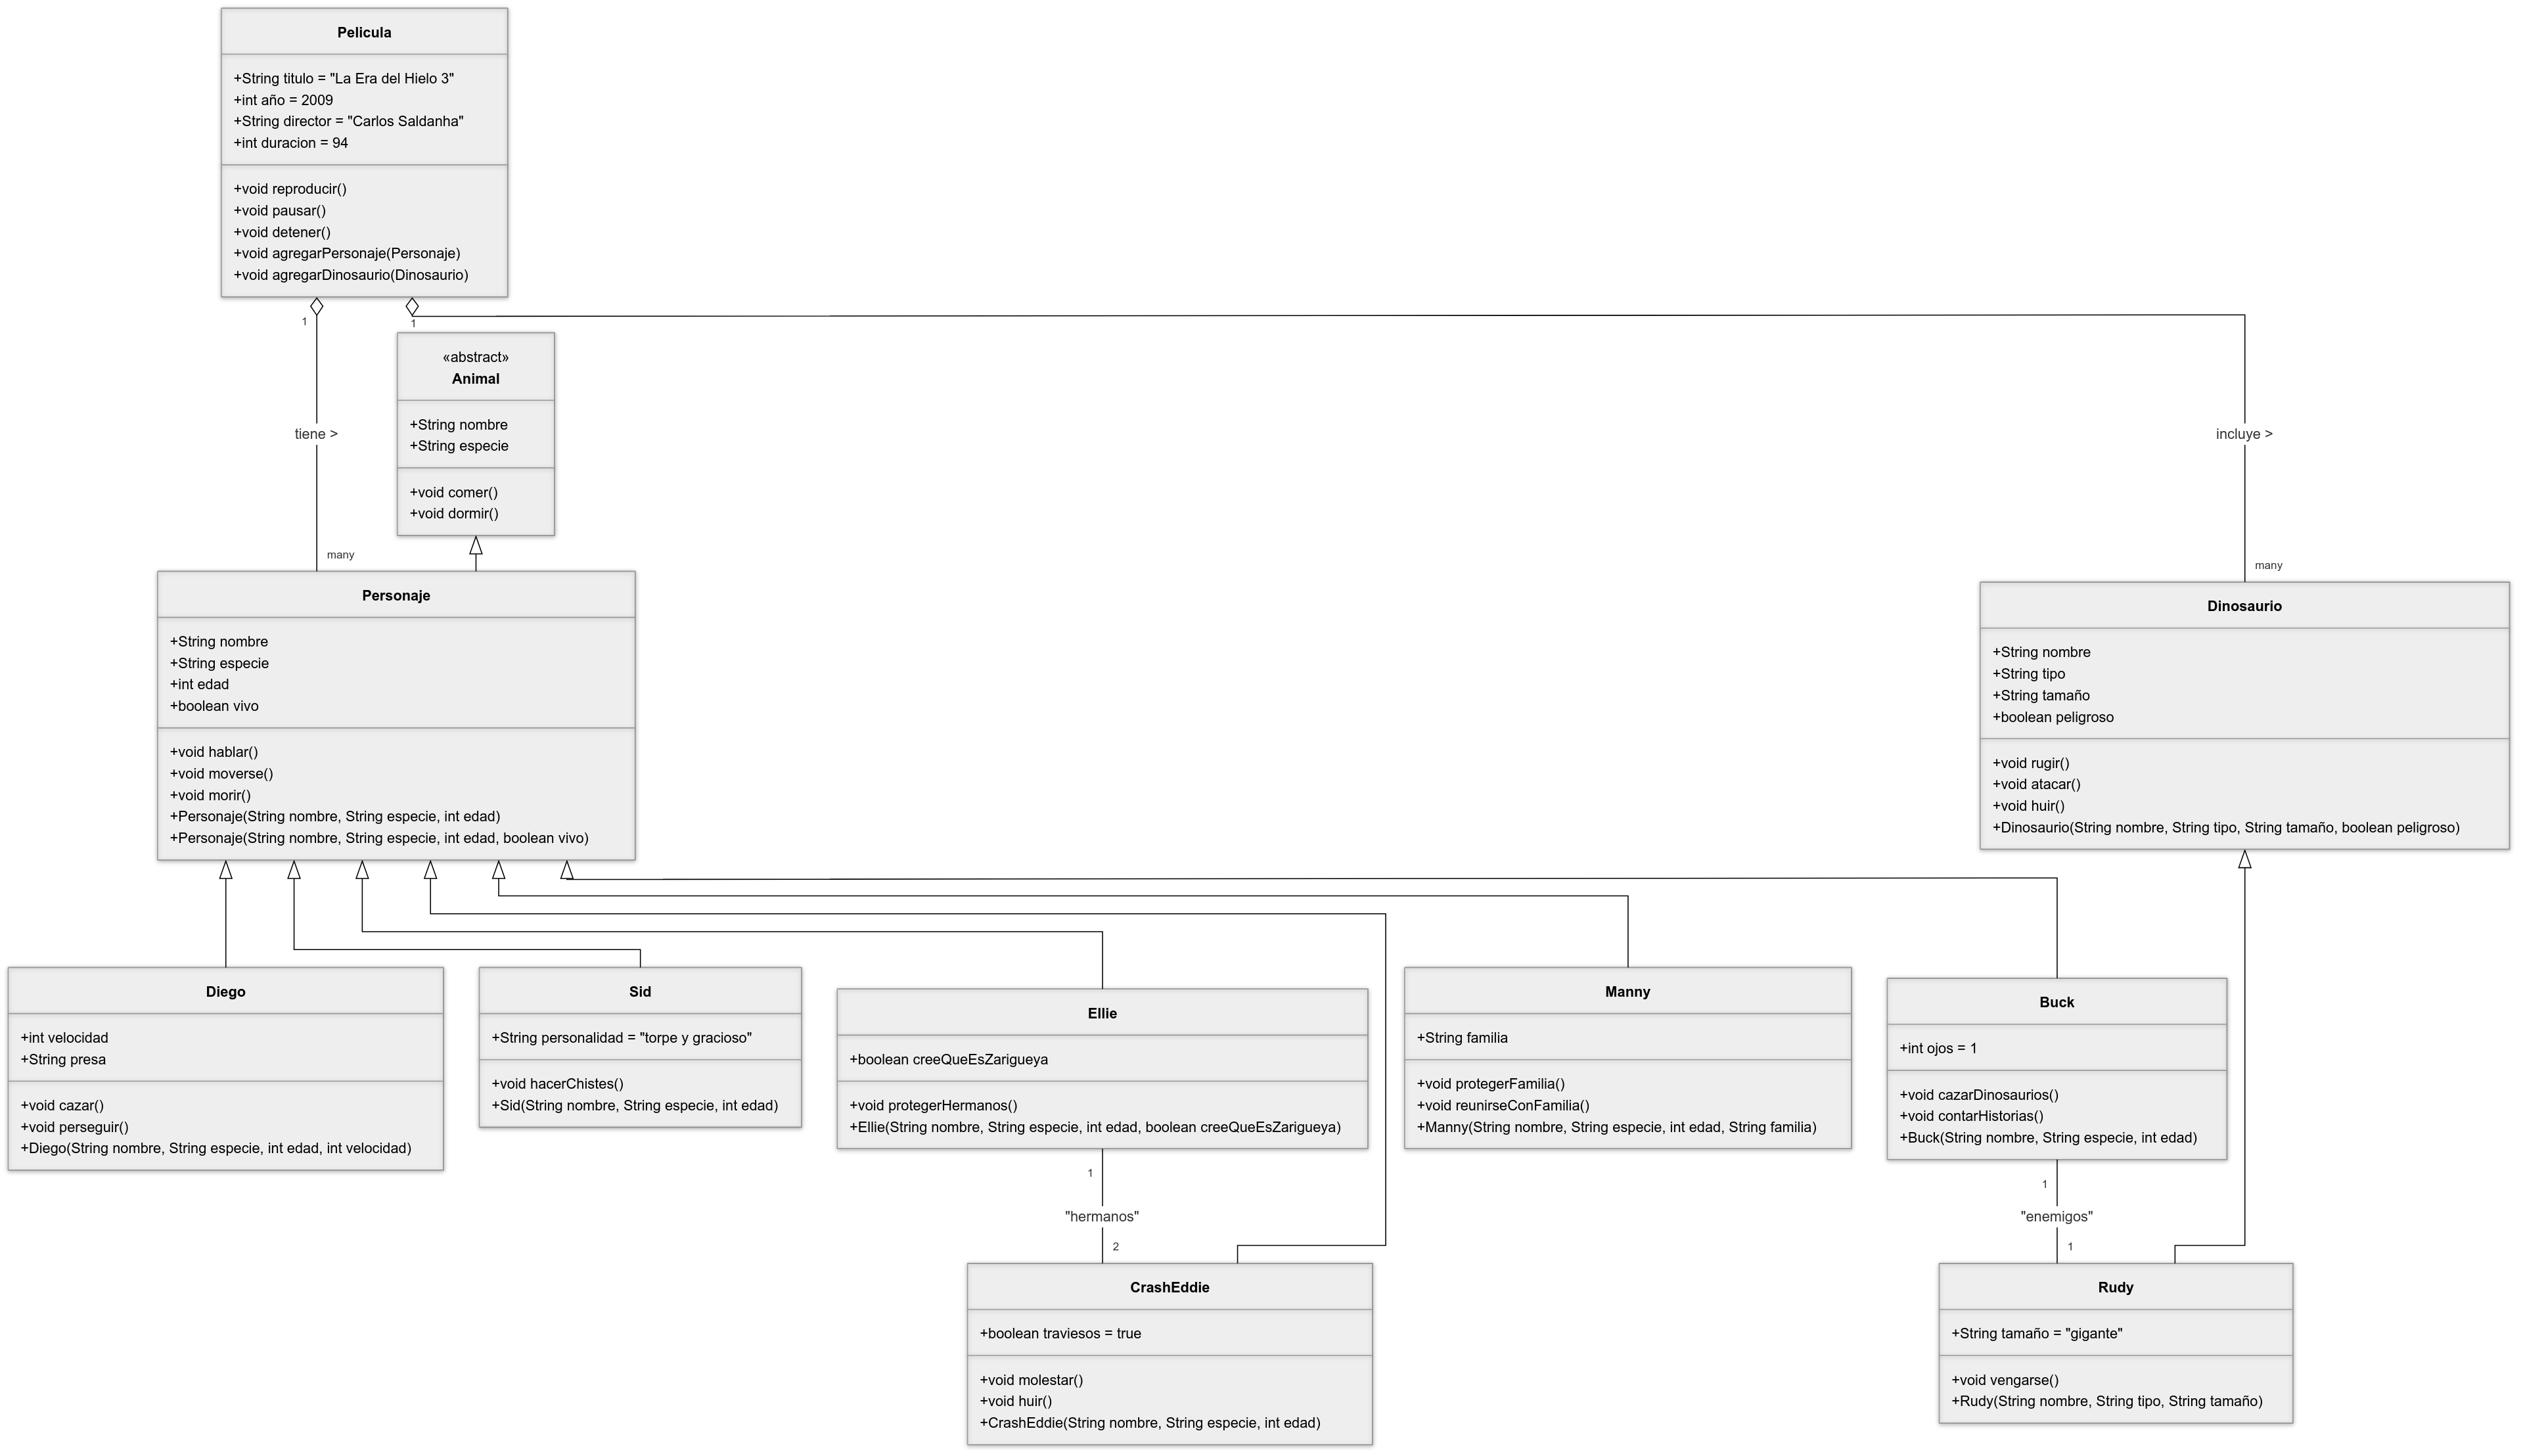 Pelicula
+String titulo = "La Era del Hielo 3"
+int año = 2009
+String director = "Carlos Saldanha"
+int duracion = 94
+void reproducir()
+void pausar()
+void detener()
+void agregarPersonaje(Personaje)
+void agregarDinosaurio(Dinosaurio)
1
1
«abstract»
Animal
+String nombre
+String especie
+void comer()
+void dormir()
tiene >
incluye >
many
many
Personaje
+String nombre
+String especie
+int edad
+boolean vivo
+void hablar()
+void moverse()
+void morir()
+Personaje(String nombre, String especie, int edad)
+Personaje(String nombre, String especie, int edad, boolean vivo)
Dinosaurio
+String nombre
+String tipo
+String tamaño
+boolean peligroso
+void rugir()
+void atacar()
+void huir()
+Dinosaurio(String nombre, String tipo, String tamaño, boolean peligroso)
Diego
+int velocidad
+String presa
+void cazar()
+void perseguir()
+Diego(String nombre, String especie, int edad, int velocidad)
Sid
+String personalidad = "torpe y gracioso"
+void hacerChistes()
+Sid(String nombre, String especie, int edad)
Ellie
+boolean creeQueEsZarigueya
+void protegerHermanos()
+Ellie(String nombre, String especie, int edad, boolean creeQueEsZarigueya)
Manny
+String familia
+void protegerFamilia()
+void reunirseConFamilia()
+Manny(String nombre, String especie, int edad, String familia)
Buck
+int ojos = 1
+void cazarDinosaurios()
+void contarHistorias()
+Buck(String nombre, String especie, int edad)
1
"hermanos"
2
1
"enemigos"
1
CrashEddie
+boolean traviesos = true
+void molestar()
+void huir()
+CrashEddie(String nombre, String especie, int edad)
Rudy
+String tamaño = "gigante"
+void vengarse()
+Rudy(String nombre, String tipo, String tamaño)